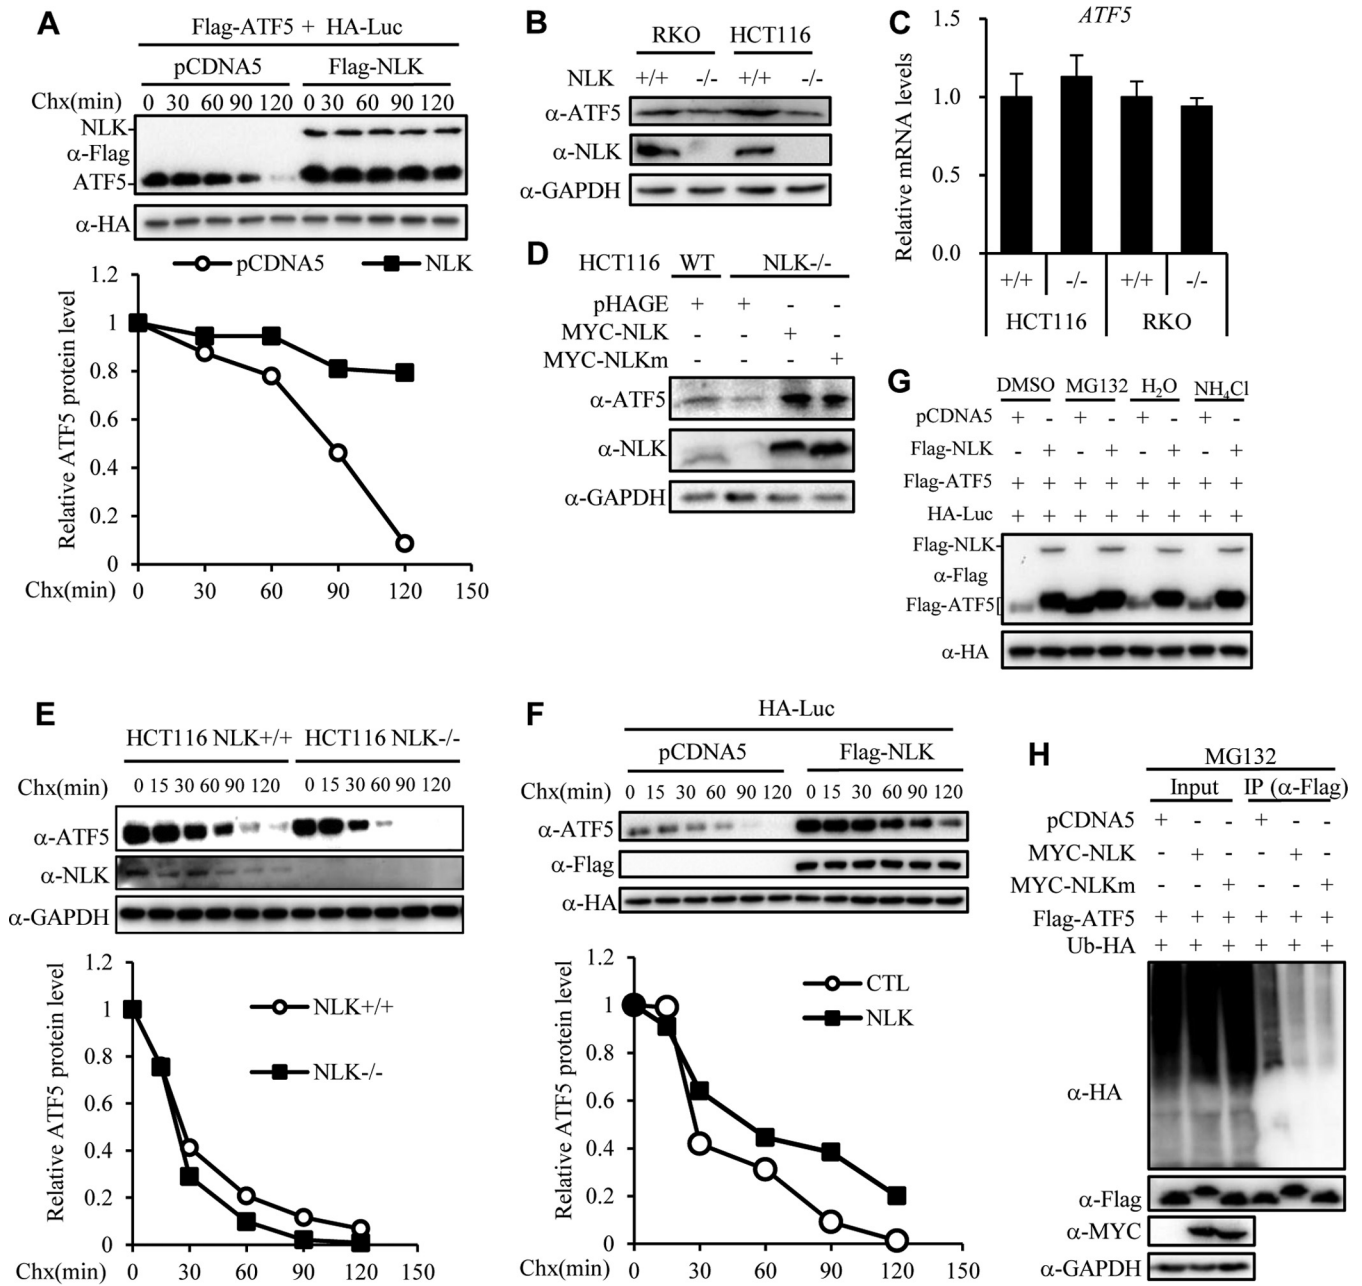 A
Flag-ATF5 + HA-Luc
pCDNA5 Flag-NLK
Chx(min) 0 30 60 90 120 0 30 60 90 120
NLK-
α-Flag
ATF5-
α-HA
pCDNA5 NLK
Relative ATF5 protein level
1.2
1
0.8
0.6
0.4
0.2
0
Chx(min) 0 30 60 90 120 150
B
RKO HCT116
NLK +/+ -/- +/+ -/-
α-ATF5
α-NLK
α-GAPDH
C
ATF5
Relative mRNA levels
1.5
1.0
0.5
0.0
+/+ -/- +/+ -/-
HCT116 RKO
D
HCT116 WT NLK-/-
pHAGE + + - -
MYC-NLK - - + -
MYC-NLKm - - - +
α-ATF5
α-NLK
α-GAPDH
G
DMSO MG132 H₂O NH₄Cl
pCDNA5 + - + - + - + -
Flag-NLK - + - + - + - +
Flag-ATF5 + + + + + + + +
HA-Luc + + + + + + + +
Flag-NLK-
α-Flag
Flag-ATF5[
α-HA
E
HCT116 NLK+/+ HCT116 NLK-/-
Chx(min) 0 15 30 60 90 120 0 15 30 60 90 120
α-ATF5
α-NLK
α-GAPDH
Relative ATF5 protein level
1.2
1
0.8
0.6
0.4
0.2
0
NLK+/+
NLK-/-
Chx(min) 0 30 60 90 120 150
F
HA-Luc
pCDNA5 Flag-NLK
Chx(min) 0 15 30 60 90 120 0 15 30 60 90 120
α-ATF5
α-Flag
α-HA
Relative ATF5 protein level
1.2
1
0.8
0.6
0.4
0.2
0
CTL
NLK
Chx(min) 0 30 60 90 120 150
H
MG132
Input IP (α-Flag)
pCDNA5 + - - + - -
MYC-NLK - + - - + -
MYC-NLKm - - + - - +
Flag-ATF5 + + + + + +
Ub-HA + + + + + +
α-HA
α-Flag
α-MYC
α-GAPDH